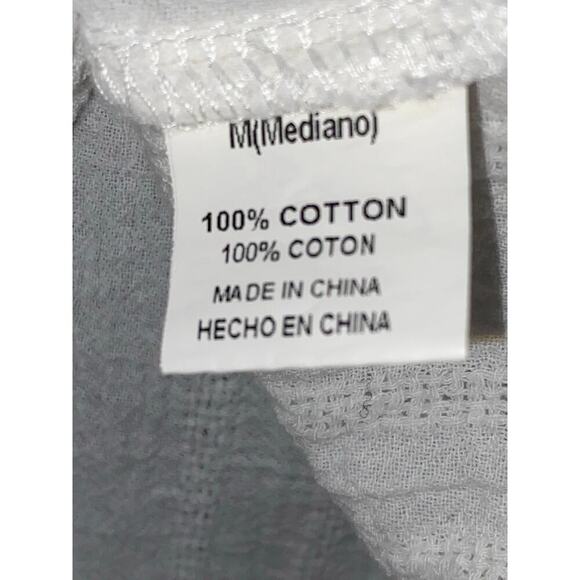 M(Mediano)
100% COTTON
100% COTON
MADE IN CHINA
HECHO EN CHINA